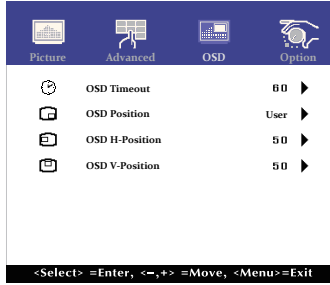 Picture Advanced OSD Option
OSD Timeout 60
OSD Position User
OSD H-Position 50
OSD V-Position 50
<Select> =Enter, <–,+> =Move, <Menu>=Exit